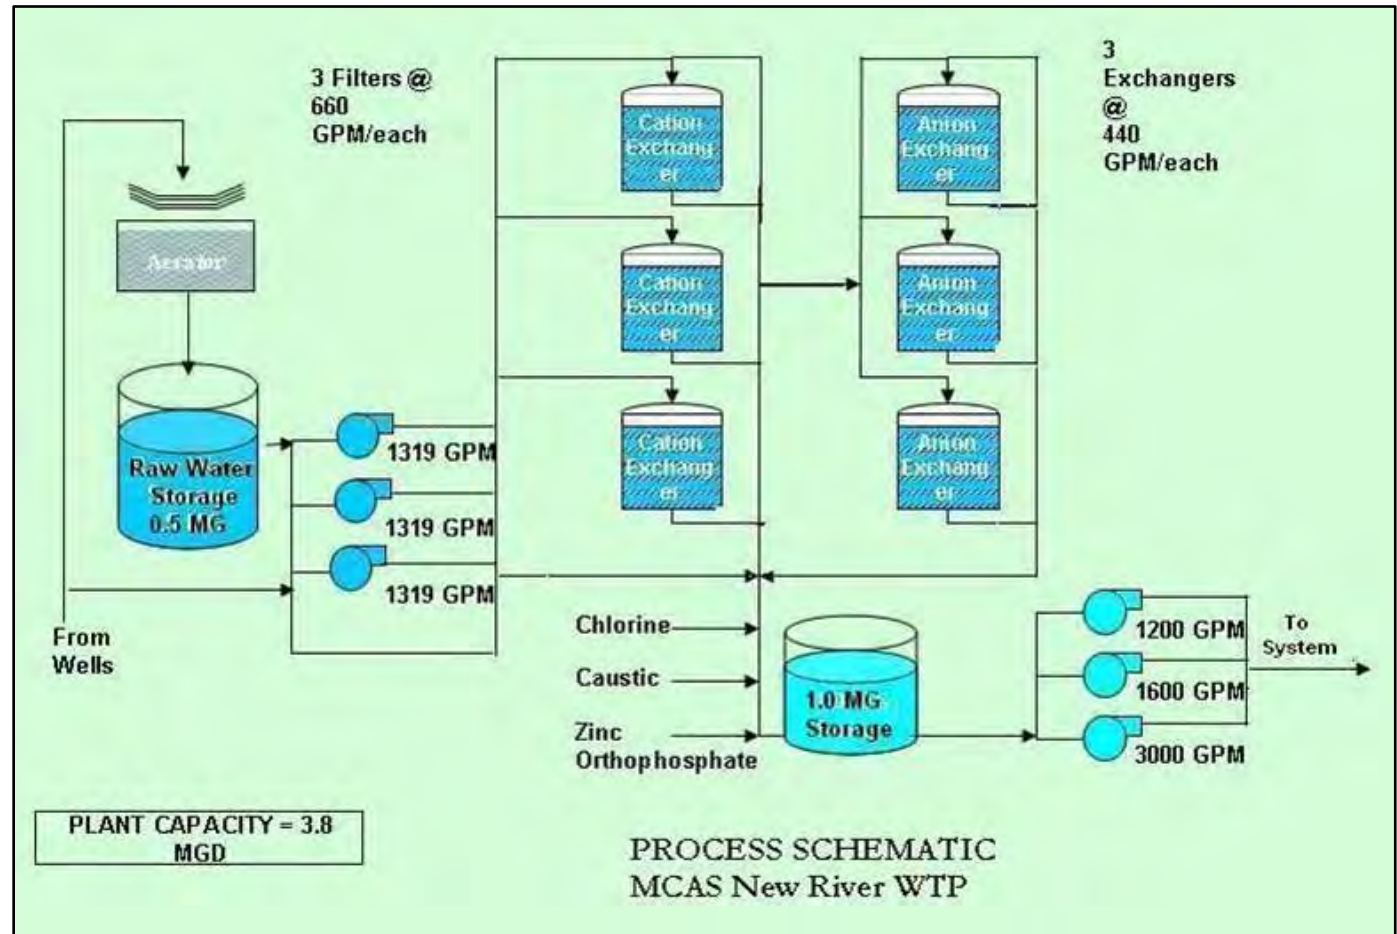 3 Filters @
660
GPM/each
3
Exchangers
@
440
GPM/each
Cation
Exchang
er
Anion
Exchang
er
Aerator
Cation
Exchang
er
Anion
Exchang
er
Cation
Exchang
er
Anion
Exchang
er
Raw Water
Storage
0.5 MG
1319 GPM
1319 GPM
1319 GPM
From
Wells
Chlorine
Caustic
Zinc
Orthophosphate
1.0 MG
Storage
1200 GPM
1600 GPM
3000 GPM
To
System
PLANT CAPACITY = 3.8
MGD
PROCESS SCHEMATIC
MCAS New River WTP